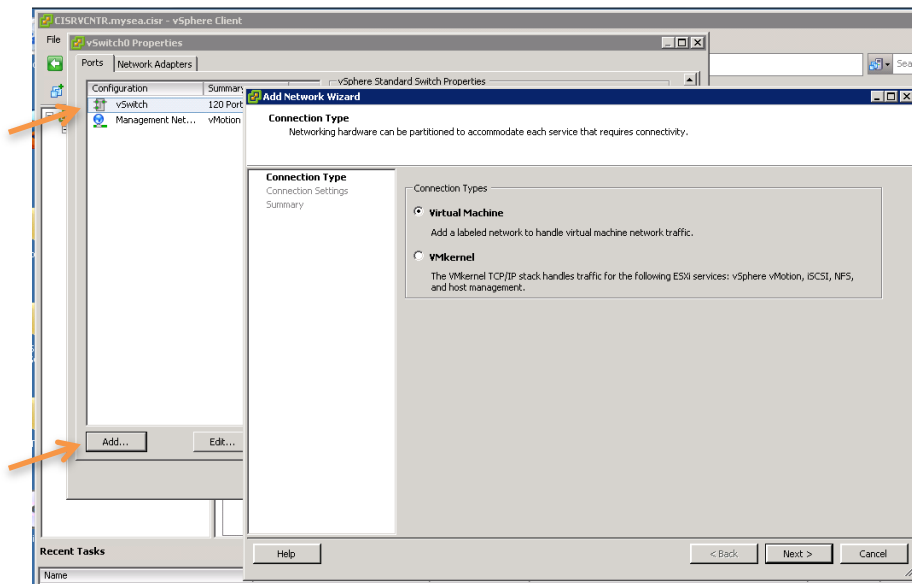 CISRVCNTR.mysea.cisr - vSphere Client
File
vSwitch0 Properties
Ports
Network Adapters
Configuration
Summary
vSphere Standard Switch Properties
vSwitch
120 Port
Management Net...
vMotion
Add...
Edit...
Recent Tasks
Name
Add Network Wizard
Connection Type
Networking hardware can be partitioned to accommodate each service that requires connectivity.
Connection Type
Connection Settings
Summary
Connection Types
Virtual Machine
Add a labeled network to handle virtual machine network traffic.
VMkernel
The VMkernel TCP/IP stack handles traffic for the following ESXi services: vSphere vMotion, iSCSI, NFS,
and host management.
Help
< Back
Next >
Cancel